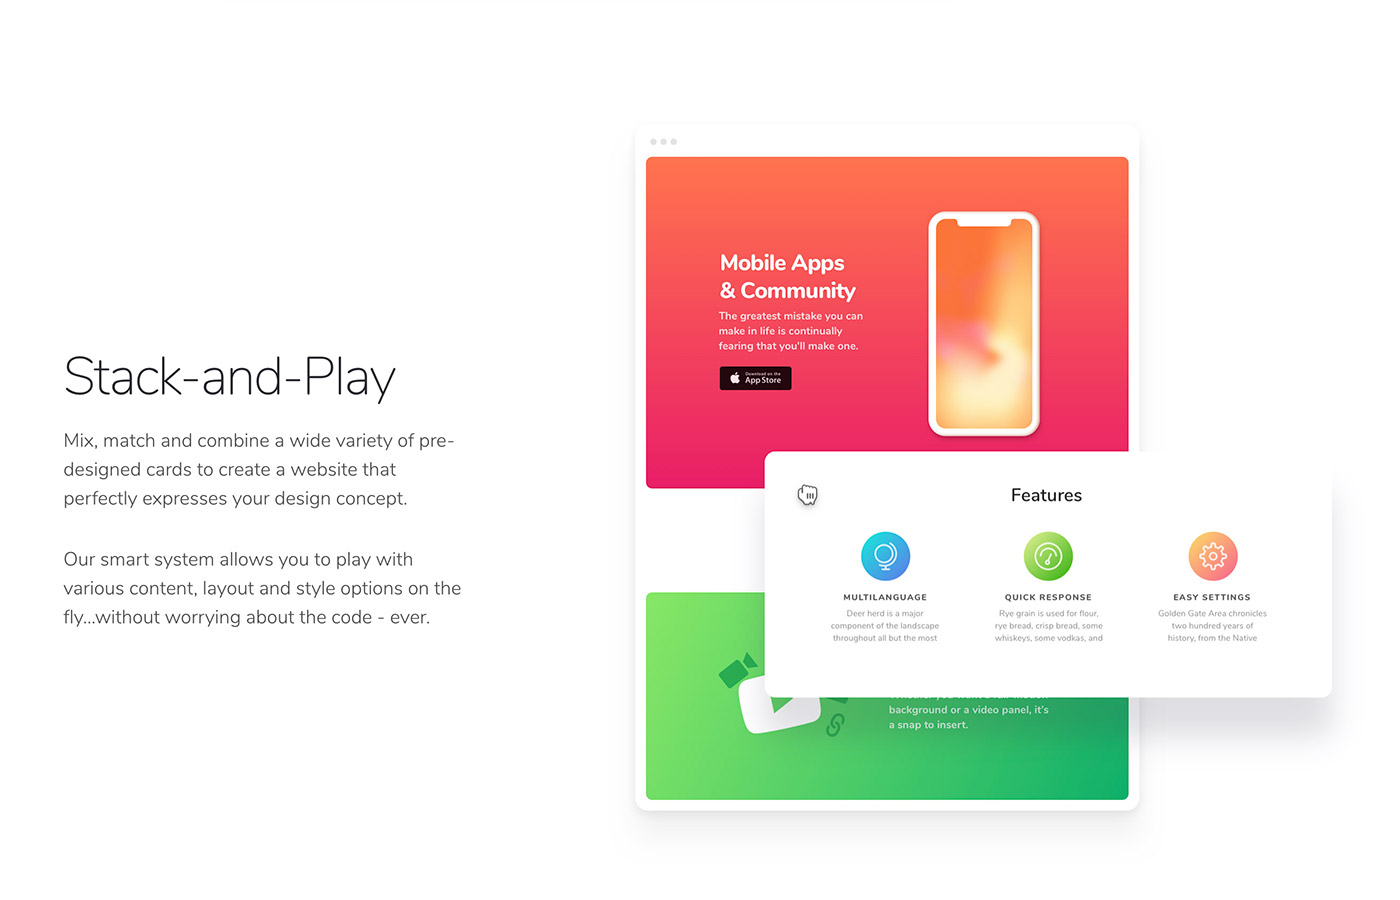 Stack-and-Play
Mix, match and combine a wide variety of pre-
designed cards to create a website that
perfectly expresses your design concept.
Our smart system allows you to play with
various content, layout and style options on the
fly...without worrying about the code - ever.
Mobile Apps
& Community
The greatest mistake you can
make in life is continually
fearing that you'll make one.
Download on the
App Store
Features
MULTILANGUAGE
Deer herd is a major
component of the landscape
throughout all but the most
QUICK RESPONSE
Rye grain is used for flour,
rye bread, crisp bread, some
whiskeys, some vodkas, and
EASY SETTINGS
Golden Gate Area chronicles
two hundred years of
history, from the Native
background or a video panel, it's
a snap to insert.